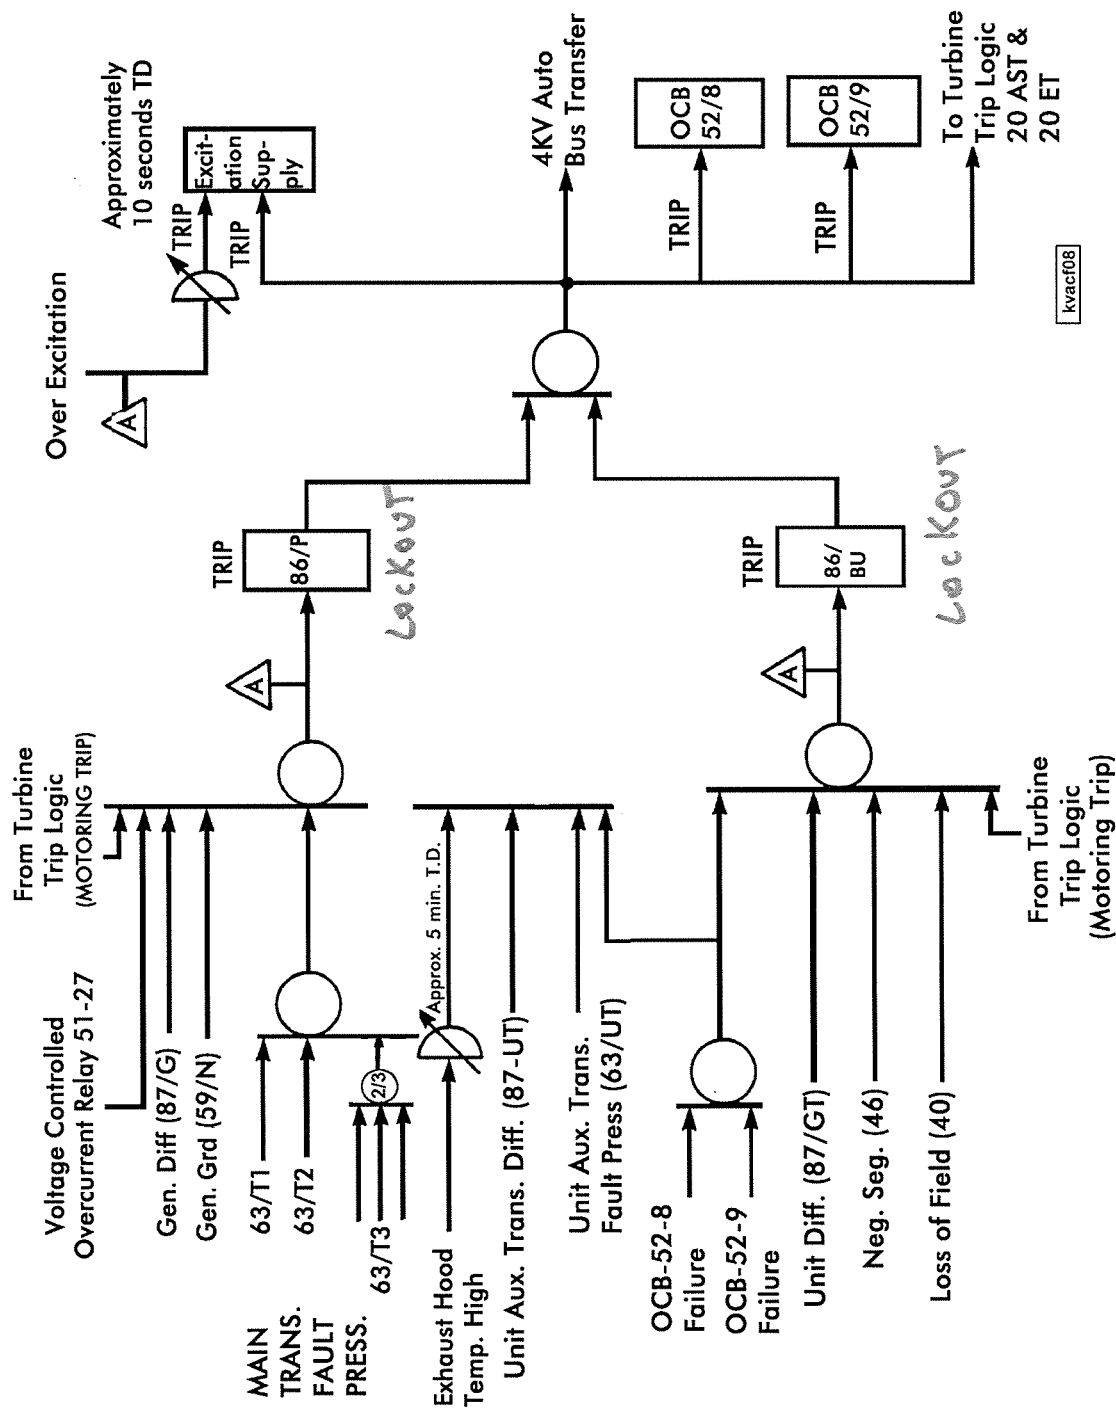 Voltage Controlled
Overcurrent Relay 51-27
From Turbine
Trip Logic
(MOTORING TRIP)
Gen. Diff (87/G)
Gen. Grd (59/N)
MAIN
TRANS.
FAULT
PRESS.
63/T1
63/T2
63/T3
2/3
A
TRIP
86/P
LOCKOUT
Over Excitation
A
Approximately
10 seconds TD
TRIP
TRIP
Excit-
ation
Sup-
ply
Exhaust Hood
Temp. High
Approx. 5 min. T.D.
Unit Aux. Trans. Diff. (87-UT)
Unit Aux. Trans.
Fault Press (63/UT)
4KV Auto
Bus Transfer
OCB-52-8
Failure
OCB-52-9
Failure
Unit Diff. (87/GT)
Neg. Seg. (46)
Loss of Field (40)
From Turbine
Trip Logic
(Motoring Trip)
A
TRIP
86/
BU
LOCKOUT
TRIP
OCB
52/8
TRIP
OCB
52/9
To Turbine
Trip Logic
20 AST &
20 ET
kvacf08